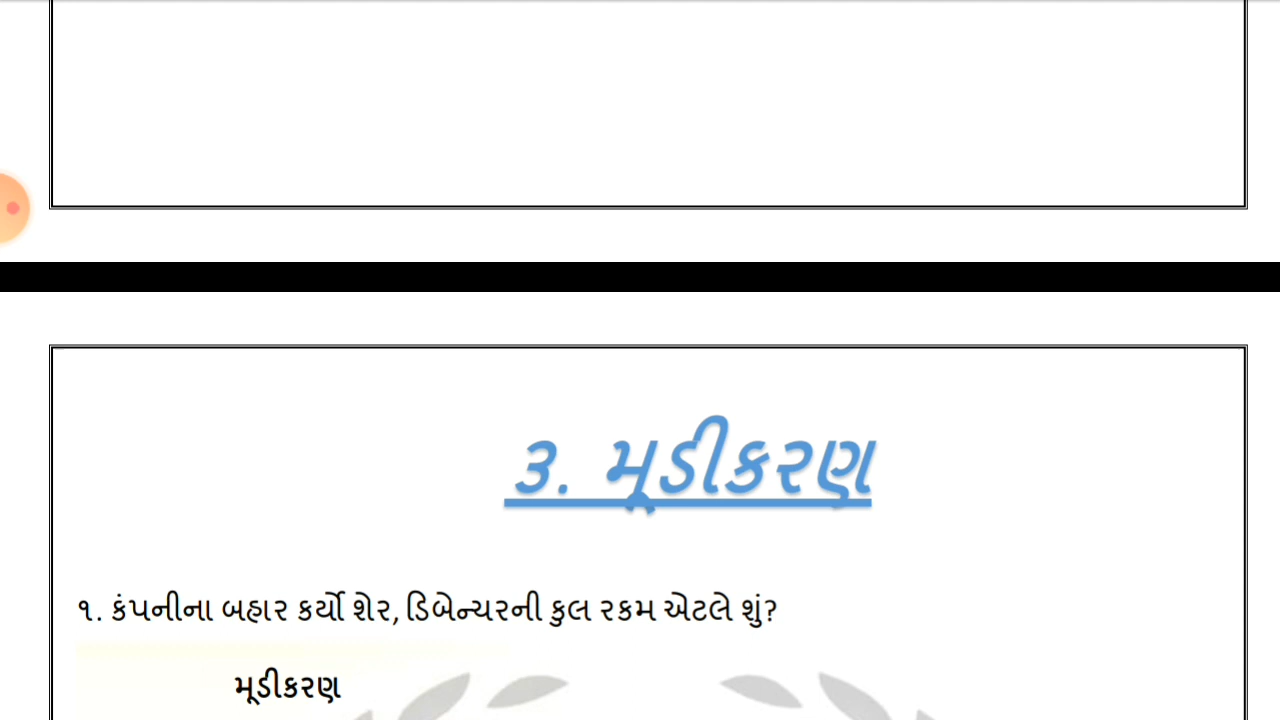 ૩. મૂડીકરણ
૧. કંપનીના બહાર કર્યો શેર, ડિબેન્ચરની કુલ રકમ એટલે શું?
મૂડીકરણ